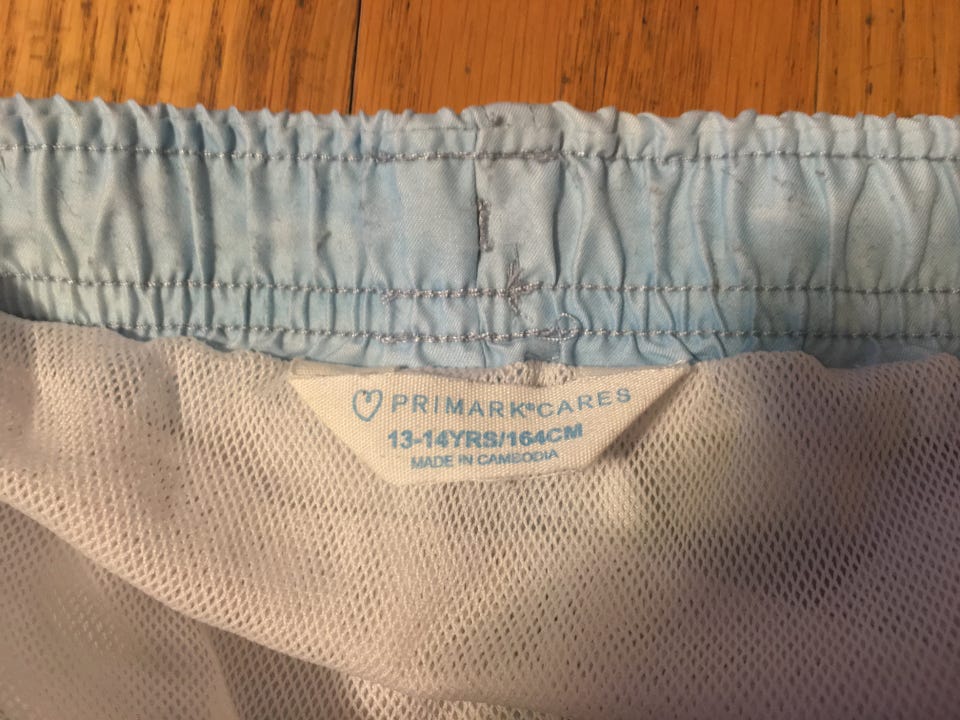 PRIMARK®CARES
13-14YRS/164CM
MADE IN CAMBODIA